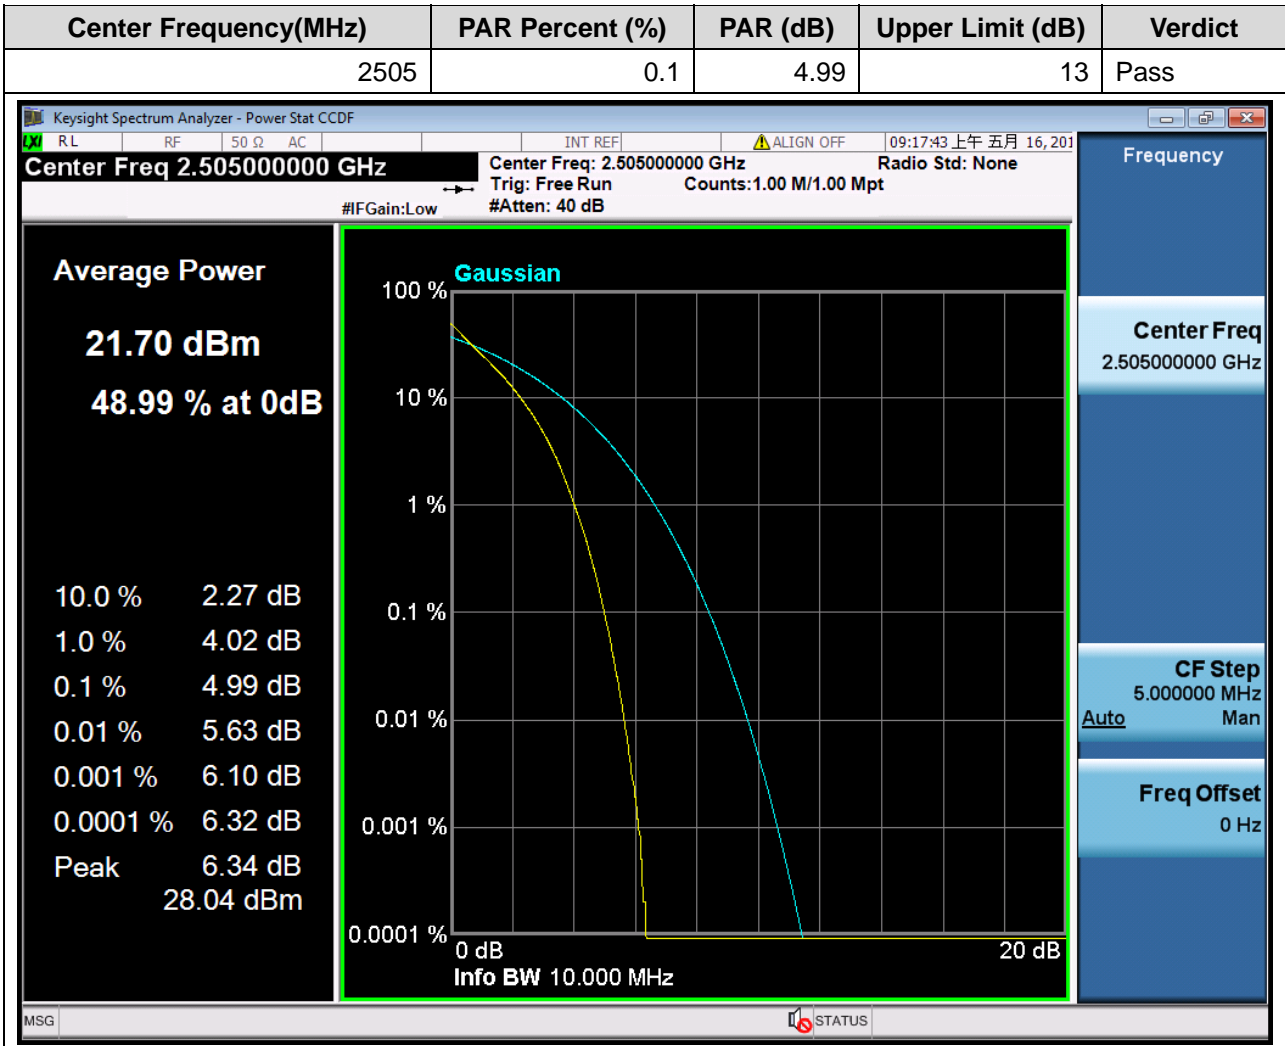 Center Frequency(MHz) PAR Percent (%) PAR (dB) Upper Limit (dB) Verdict
2505 0.1 4.99 13 Pass
Keysight Spectrum Analyzer - Power Stat CCDF
LXI RL RF 50 Ω AC INT REF ALIGN OFF 09:17:43 上午 五月 16, 201
Center Freq 2.505000000 GHz
Center Freq: 2.505000000 GHz Radio Std: None
Trig: Free Run Counts:1.00 M/1.00 Mpt
#IFGain:Low #Atten: 40 dB
Frequency
Average Power
21.70 dBm
48.99 % at 0dB
10.0 % 2.27 dB
1.0 % 4.02 dB
0.1 % 4.99 dB
0.01 % 5.63 dB
0.001 % 6.10 dB
0.0001 % 6.32 dB
Peak 6.34 dB
28.04 dBm
Gaussian
100 %
10 %
1 %
0.1 %
0.01 %
0.001 %
0.0001 %
0 dB 20 dB
Info BW 10.000 MHz
Center Freq
2.505000000 GHz
CF Step
5.000000 MHz
Auto Man
Freq Offset
0 Hz
MSG STATUS